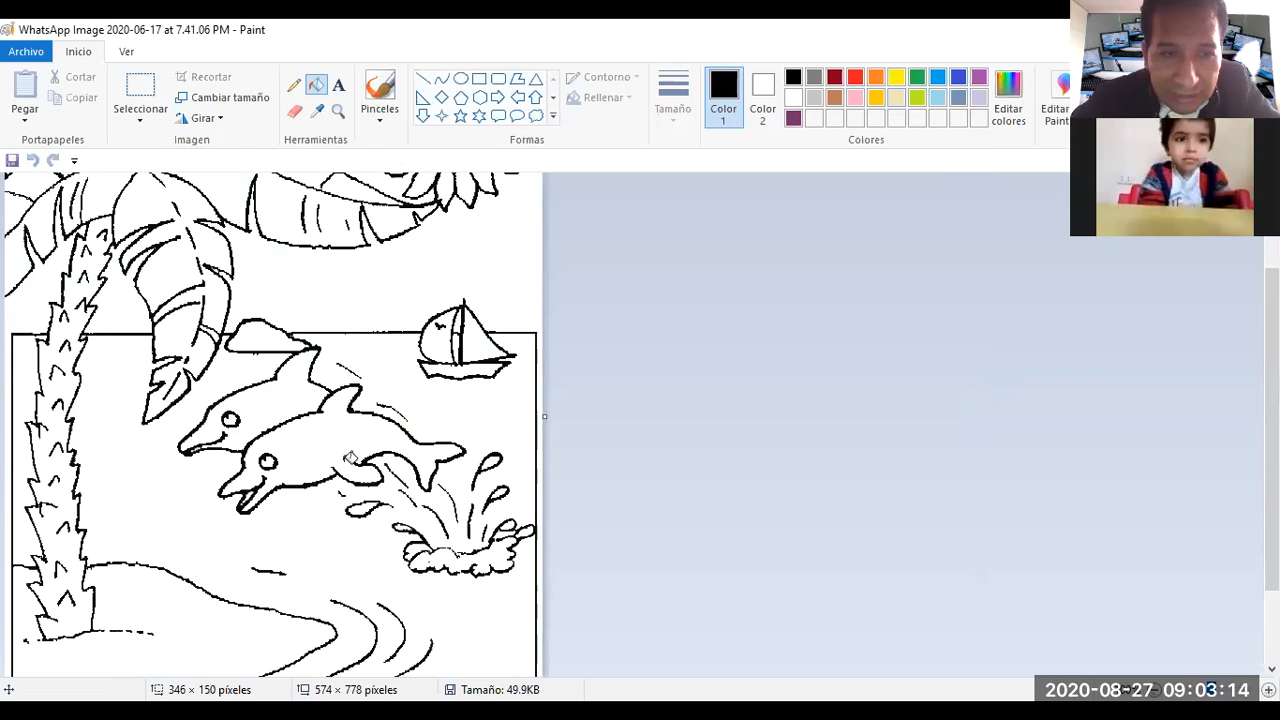 WhatsApp Image 2020-06-17 at 7.41.06 PM - Paint
Archivo Inicio Ver
Pegar
Cortar
Copiar
Portapapeles
Seleccionar
Recortar
Cambiar tamaño
Girar
Imagen
A
Herramientas
Pinceles
Contorno
Rellenar
Formas
Tamaño
Color
1
Color
2
Editar
colores
Editar
Paint
Colores
346 × 150 píxeles
574 × 778 píxeles
Tamaño: 49.9KB
2020-08-27 09:03:14